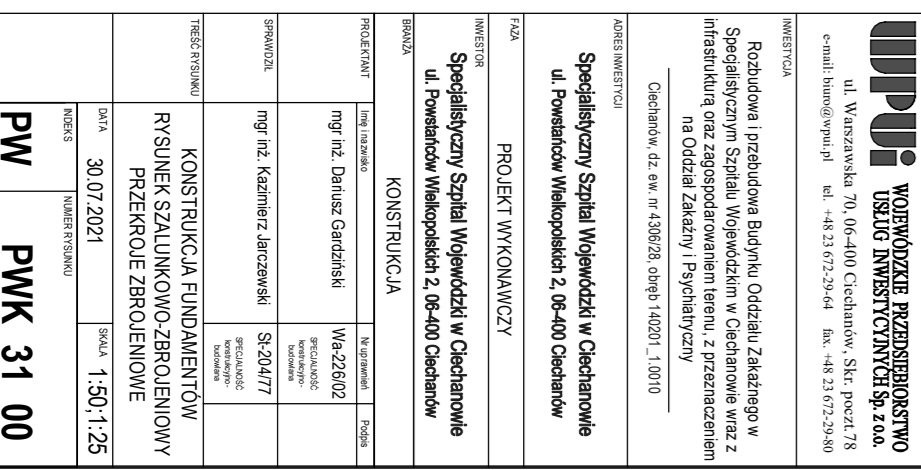 WPUI
WOJEWÓDZKIE PRZEDSIĘBIORSTWO
USŁUG INWESTYCYJNYCH Sp. z o.o.
ul. Warszawska 70, 06-400 Ciechanów, Skr. poczt.78
e-mail: biuro@wpui.pl tel. +48 23 672-29-64 fax. +48 23 672-29-80
INWESTYCJA
Rozbudowa i przebudowa Budynku Oddziału Zakaźnego w
Specjalistycznym Szpitalu Wojewódzkim w Ciechanowie wraz z
infrastrukturą oraz zagospodarowaniem terenu, z przeznaczeniem
na Oddział Zakaźny i Psychiatryczny
Ciechanów, dz. ew. nr 4306/28, obręb 140201_1.0010
ADRES INWESTYCJI
Specjalistyczny Szpital Wojewódzki w Ciechanowie
ul. Powstańców Wielkopolskich 2, 06-400 Ciechanów
FAZA
PROJEKT WYKONAWCZY
INWESTOR
Specjalistyczny Szpital Wojewódzki w Ciechanowie
ul. Powstańców Wielkopolskich 2, 06-400 Ciechanów
BRANŻA
KONSTRUKCJA
PROJEKTANT Imię i nazwisko Nr uprawnień Podpis
mgr inż. Dariusz Gardziński Wa-226/02
SPECJALNOŚĆ
konstrukcyjno-
budowlana
SPRAWDZIŁ
mgr inż. Kazimierz Jarczewski St-204/77
SPECJALNOŚĆ
konstrukcyjno-
budowlana
TREŚĆ RYSUNKU
KONSTRUKCJA FUNDAMENTÓW
RYSUNEK SZALUNKOWO-ZBROJENIOWY
PRZEKROJE ZBROJENIOWE
DATA 30.07.2021 SKALA 1:50;1:25
INDEKS NUMER RYSUNKU
PW PWK 31 00